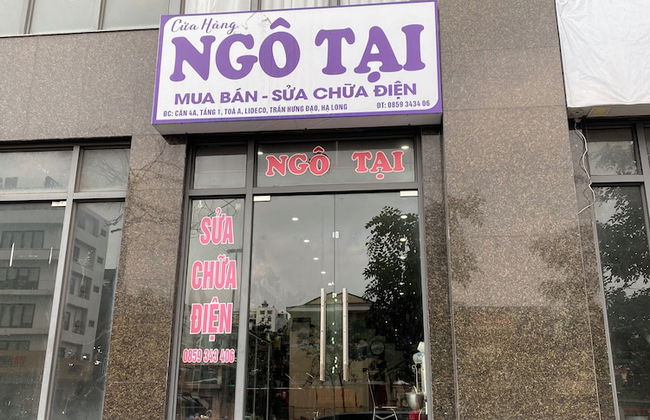 Cửa Hàng
NGÔ TẠI
MUA BÁN - SỬA CHỮA ĐIỆN
ĐC: CĂN 4A, TẦNG 1, TOÀ A, LIDECO, TRẦN HƯNG ĐẠO, HẠ LONG ĐT: 0859 3434 06
NGÔ TẠI
SỬA
CHỮA
ĐIỆN
0859 343 406